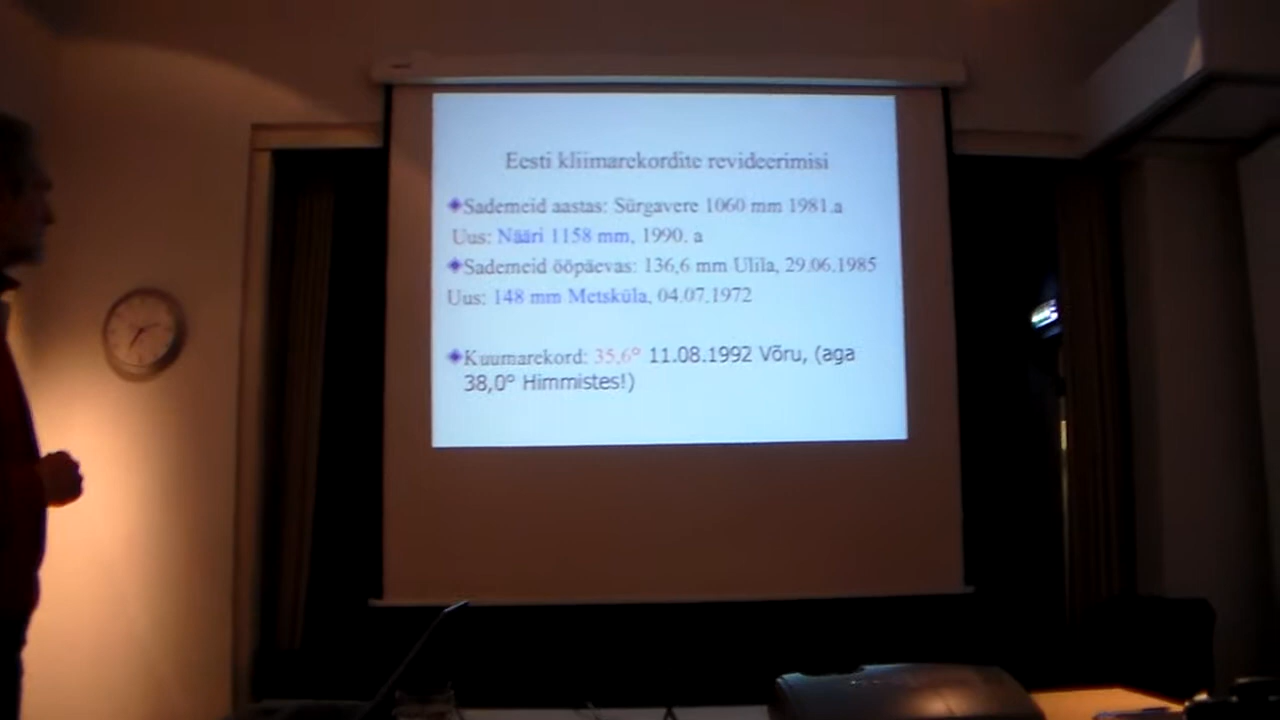 Eesti kliimarekordite revideerimisi
Sademeid aastas: Sürgavere 1060 mm 1981.a
Uus: Nääri 1158 mm, 1990. a
Sademeid ööpäevas: 136,6 mm Ulila, 29.06.1985
Uus: 148 mm Metsküla, 04.07.1972
Kuumarekord: 35,6° 11.08.1992 Võru, (aga
38,0° Himmistes!)